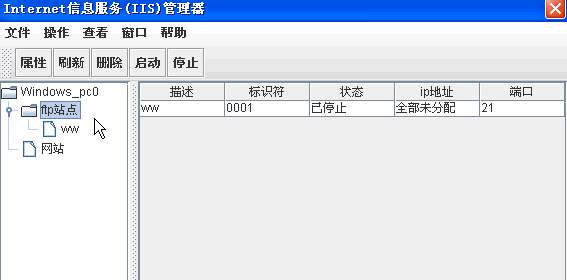 Internet信息服务(IIS)管理器
文件 操作 查看 窗口 帮助
属性 刷新 删除 启动 停止
Windows_pc0
ftp站点
ww
网站
描述 标识符 状态 ip地址 端口
ww 0001 已停止 全部未分配 21